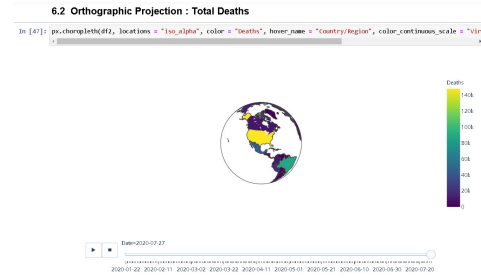 6.2 Orthographic Projection : Total Deaths
In [47]: px.choropleth(df2, locations = "iso_alpha", color = "Deaths", hover_name = "Country/Region", color_continuous_scale = "Vir
Deaths
140k
120k
100k
80k
60k
40k
20k
0
Date=2020-07-27
2020-01-22 2020-02-11 2020-03-02 2020-03-22 2020-04-11 2020-05-01 2020-05-21 2020-06-10 2020-06-30 2020-07-20